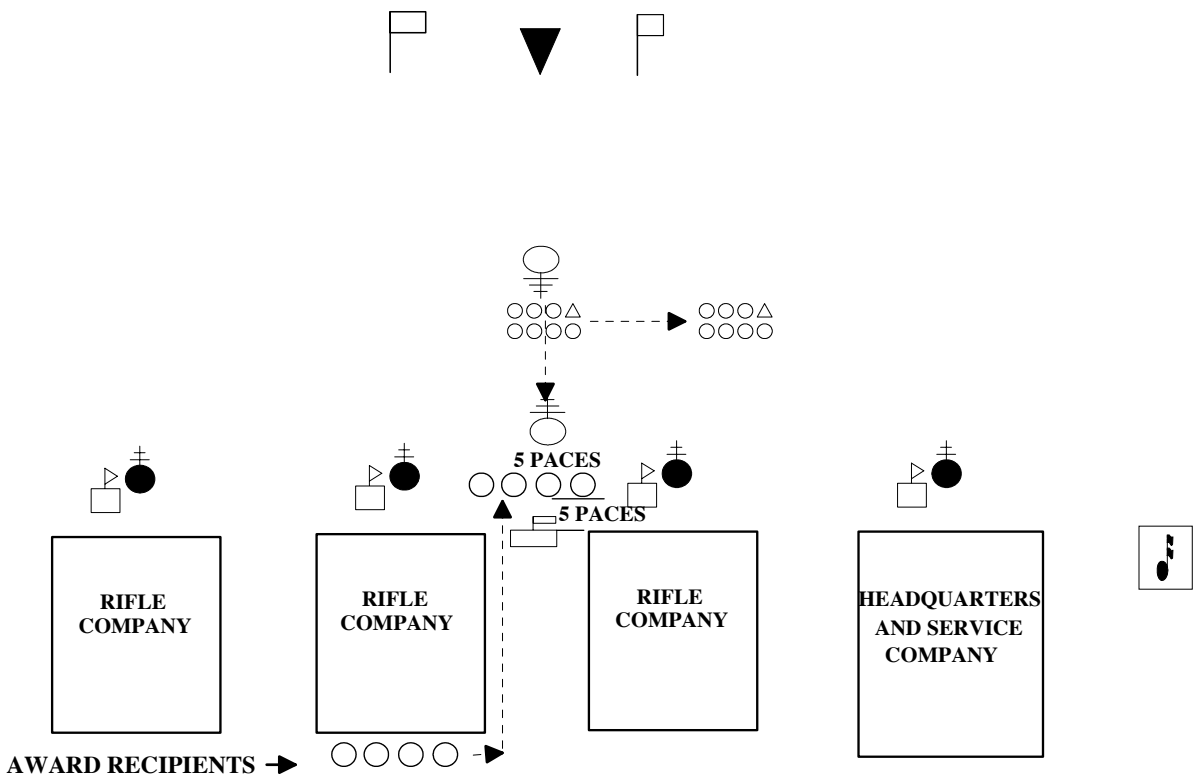 5 PACES
5 PACES
RIFLE
COMPANY
RIFLE
COMPANY
RIFLE
COMPANY
HEADQUARTERS
AND SERVICE
COMPANY
AWARD RECIPIENTS